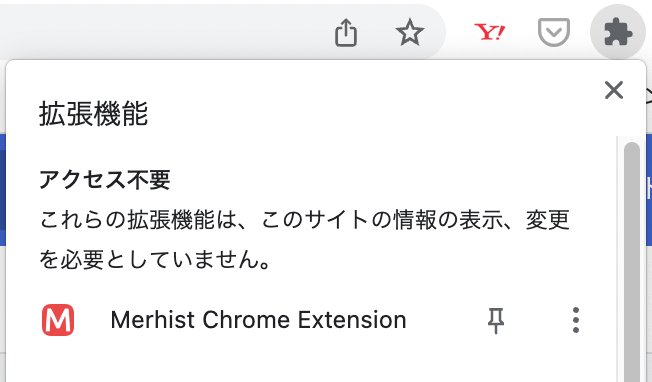 Y!
拡張機能
アクセス不要
これらの拡張機能は、このサイトの情報の表示、変更
を必要としていません。
M Merhist Chrome Extension